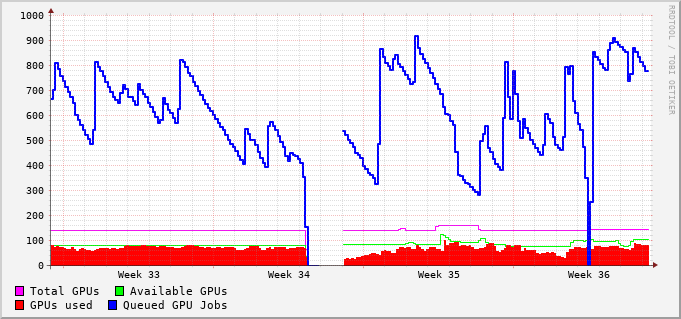 1000
900
800
700
600
500
400
300
200
100
0
Week 33 Week 34 Week 35 Week 36
Total GPUs Available GPUs
GPUs used Queued GPU Jobs
RRDTOOL / TOBI OETIKER